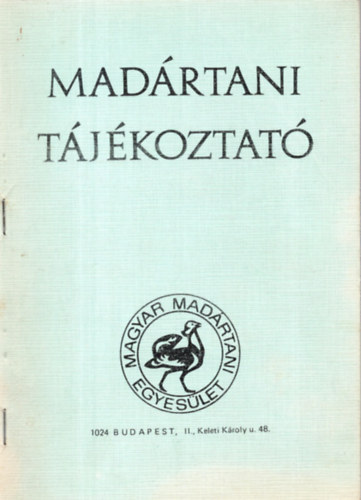 MADÁRTANI
TÁJÉKOZTATÓ
MAGYAR MADÁRTANI
EGYESÜLET
1024 BUDAPEST, II., Keleti Károly u. 48.